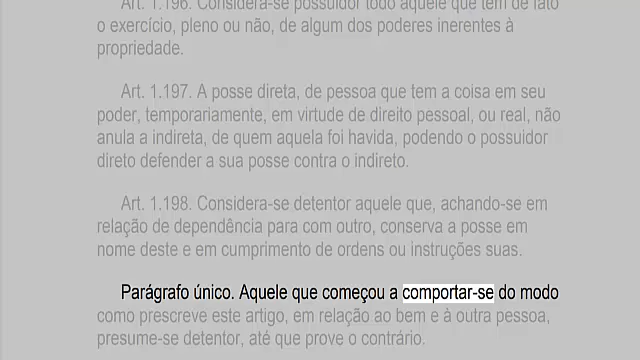 Art. 1.196. Considera-se possuidor todo aquele que tem de fato
o exercício, pleno ou não, de algum dos poderes inerentes à
propriedade.
Art. 1.197. A posse direta, de pessoa que tem a coisa em seu
poder, temporariamente, em virtude de direito pessoal, ou real, não
anula a indireta, de quem aquela foi havida, podendo o possuidor
direto defender a sua posse contra o indireto.
Art. 1.198. Considera-se detentor aquele que, achando-se em
relação de dependência para com outro, conserva a posse em
nome deste e em cumprimento de ordens ou instruções suas.
Parágrafo único. Aquele que começou a comportar-se do modo
como prescreve este artigo, em relação ao bem e à outra pessoa,
presume-se detentor, até que prove o contrário.